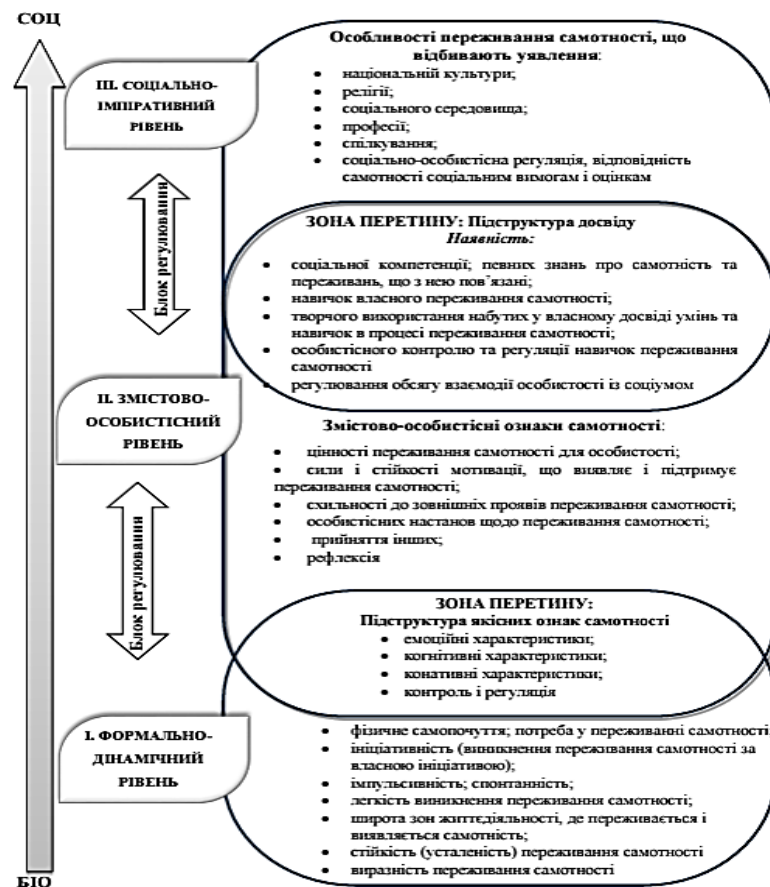 СОЦ
ІІІ. СОЦІАЛЬНО-
ІМПІРАТИВНИЙ
РІВЕНЬ
Особливості переживання самотності, що
відбивають уявлення:
• національній культури;
• релігії;
• соціального середовища;
• професії;
• спілкування;
• соціально-особистісна регуляція, відповідність
самотності соціальним вимогам і оцінкам
Блок регулювання
ЗОНА ПЕРЕТИНУ: Підструктура досвіду
Наявність:
• соціальної компетенції; певних знань про самотність та
переживань, що з нею пов’язані;
• навичок власного переживання самотності;
• творчого використання набутих у власному досвіді умінь та
навичок в процесі переживання самотності;
• особистісного контролю та регуляції навичок переживання
самотності
• регулювання обсягу взаємодії особистості із соціумом
ІІ. ЗМІСТОВО-
ОСОБИСТІСНИЙ
РІВЕНЬ
Змістово-особистісні ознаки самотності:
• цінності переживання самотності для особистості;
• сили і стійкості мотивації, що виявляє і підтримує
переживання самотності;
• схильності до зовнішніх проявів переживання самотності;
• особистісних настанов щодо переживання самотності;
• прийняття інших;
• рефлексія
Блок регулювання
ЗОНА ПЕРЕТИНУ:
Підструктура якісних ознак самотності
• емоційні характеристики;
• когнітивні характеристики;
• конативні характеристики;
• контроль і регуляція
І. ФОРМАЛЬНО-
ДІНАМІЧНИЙ
РІВЕНЬ
• фізичне самопочуття; потреба у переживанні самотності
• ініціативність (виникнення переживання самотності за
власною ініціативою);
• імпульсивність; спонтанність;
• легкість виникнення переживання самотності;
• широта зон життєдіяльності, де переживається і
виявляється самотність;
• стійкість (усталеність) переживання самотності
• виразність переживання самотності
БІО